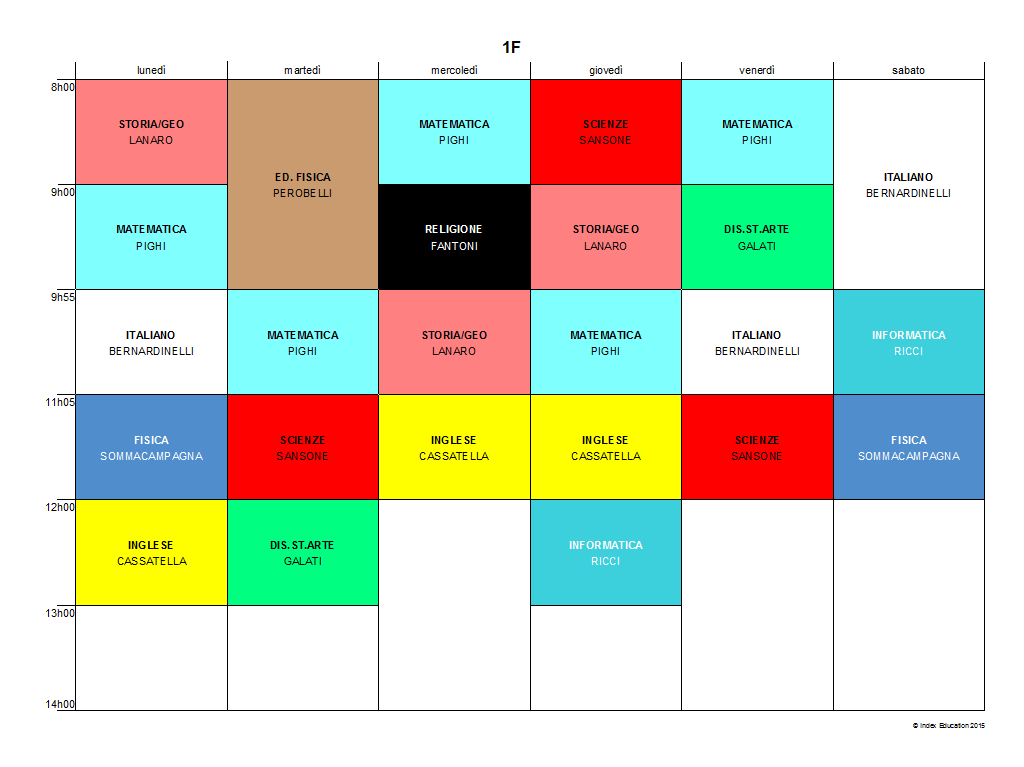 1F
lunedì martedì mercoledì giovedì venerdì sabato
8h00
STORIA/GEO
LANARO
ED. FISICA
PEROBELLI
MATEMATICA
PIGHI
SCIENZE
SANSONE
MATEMATICA
PIGHI
ITALIANO
BERNARDINELLI
9h00
MATEMATICA
PIGHI
RELIGIONE
FANTONI
STORIA/GEO
LANARO
DIS.ST.ARTE
GALATI
9h55
ITALIANO
BERNARDINELLI
MATEMATICA
PIGHI
STORIA/GEO
LANARO
MATEMATICA
PIGHI
ITALIANO
BERNARDINELLI
INFORMATICA
RICCI
11h05
FISICA
SOMMACAMPAGNA
SCIENZE
SANSONE
INGLESE
CASSATELLA
INGLESE
CASSATELLA
SCIENZE
SANSONE
FISICA
SOMMACAMPAGNA
12h00
INGLESE
CASSATELLA
DIS.ST.ARTE
GALATI
INFORMATICA
RICCI
13h00
14h00
© Index Education 2015